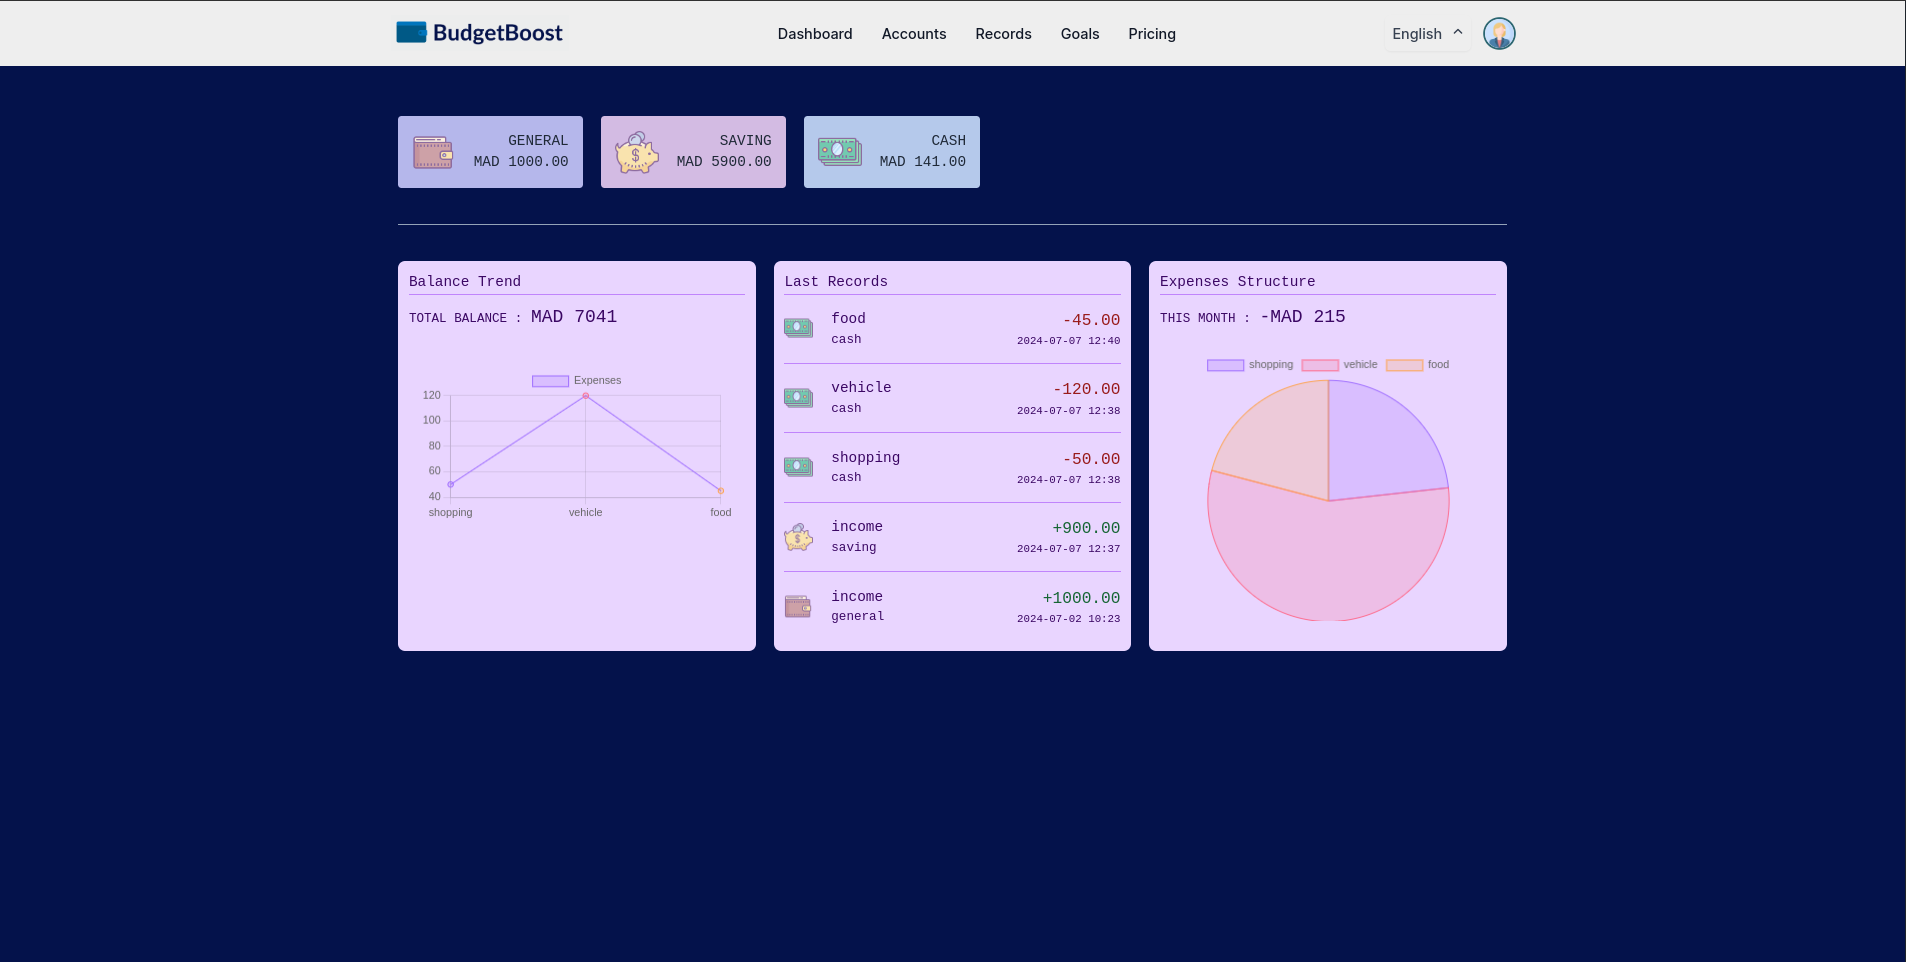 BudgetBoost
Dashboard Accounts Records Goals Pricing
English
GENERAL
MAD 1000.00
SAVING
MAD 5900.00
CASH
MAD 141.00
Balance Trend
TOTAL BALANCE : MAD 7041
Expenses
120
100
80
60
40
shopping vehicle food
Last Records
food -45.00
cash 2024-07-07 12:40
vehicle -120.00
cash 2024-07-07 12:38
shopping -50.00
cash 2024-07-07 12:38
income +900.00
saving 2024-07-07 12:37
income +1000.00
general 2024-07-02 10:23
Expenses Structure
THIS MONTH : -MAD 215
shopping vehicle food